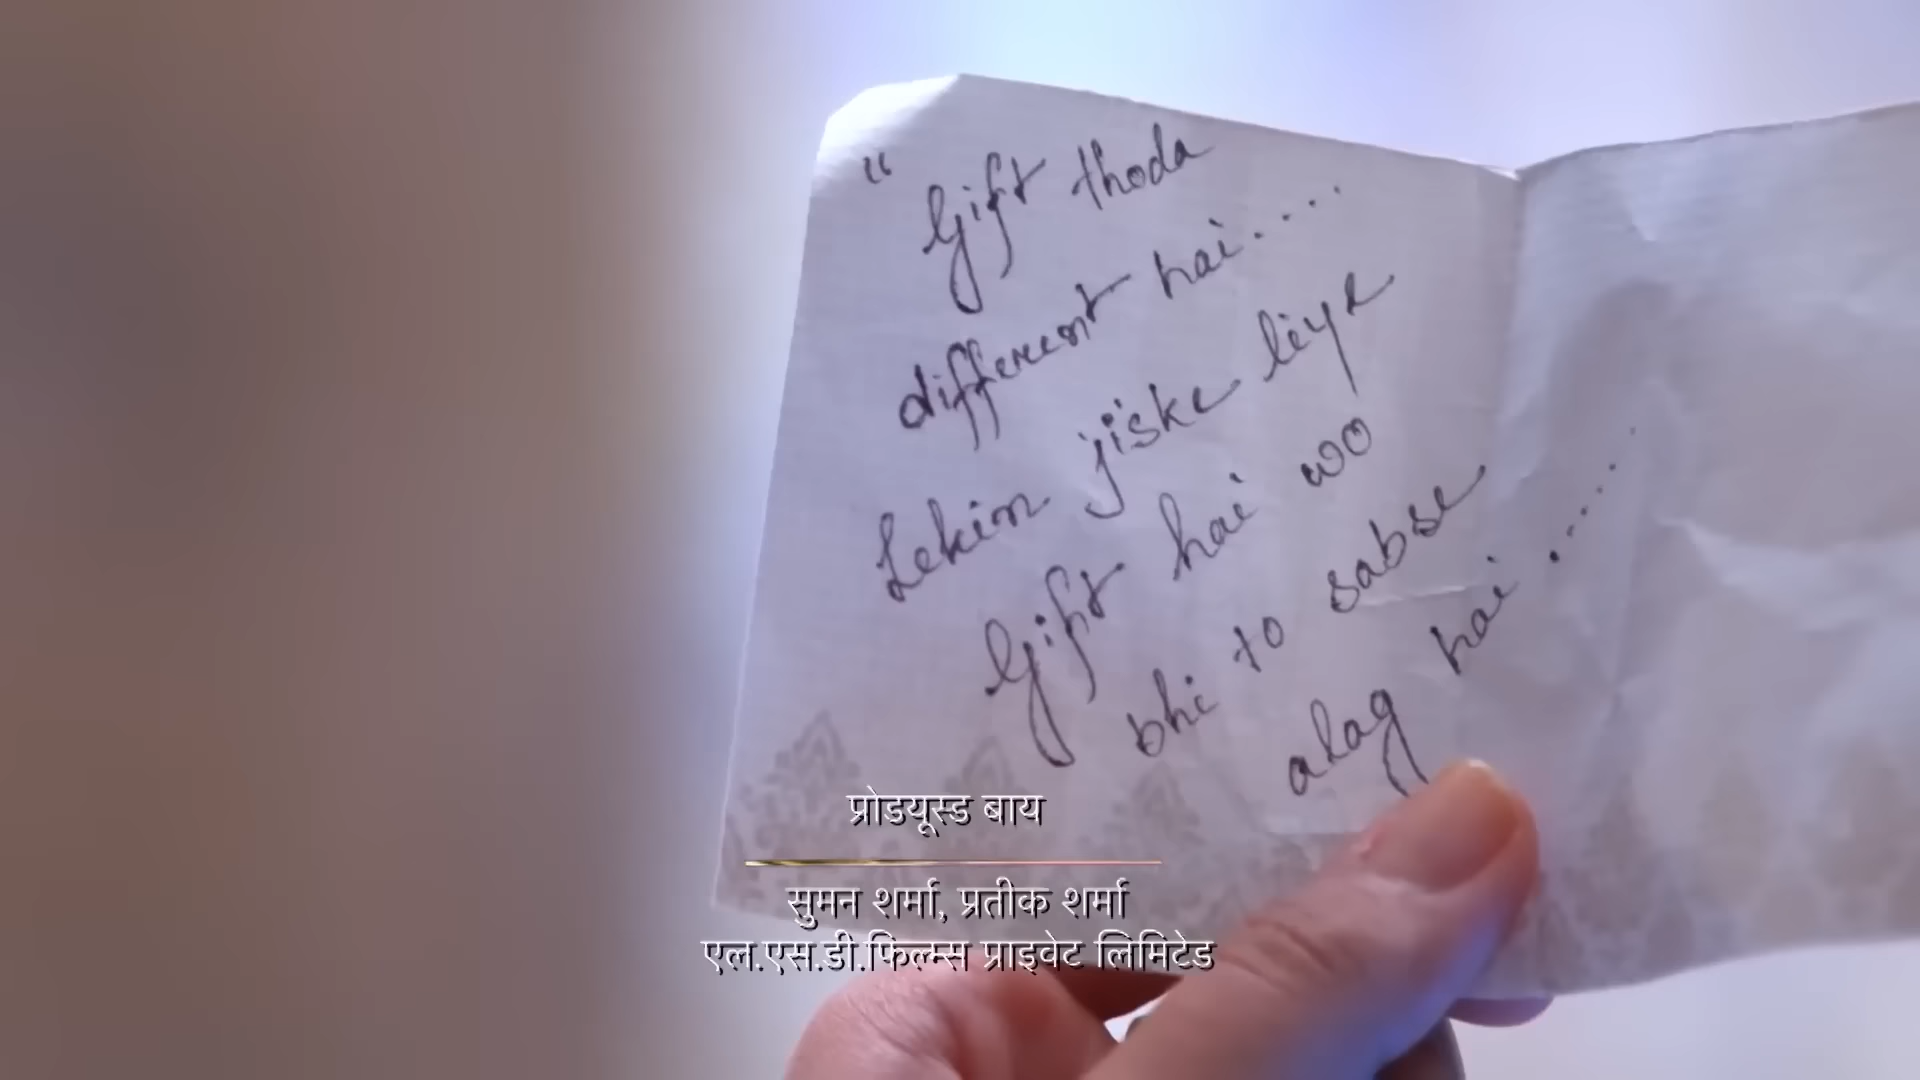 " Gift thoda
different hai....
Lekin jiske liye
Gift hai wo
bhi to sabse
alag hai .....
प्रोडयूस्ड बाय
सुमन शर्मा, प्रतीक शर्मा
एल.एस.डी.फिल्म्स प्राइवेट लिमिटेड